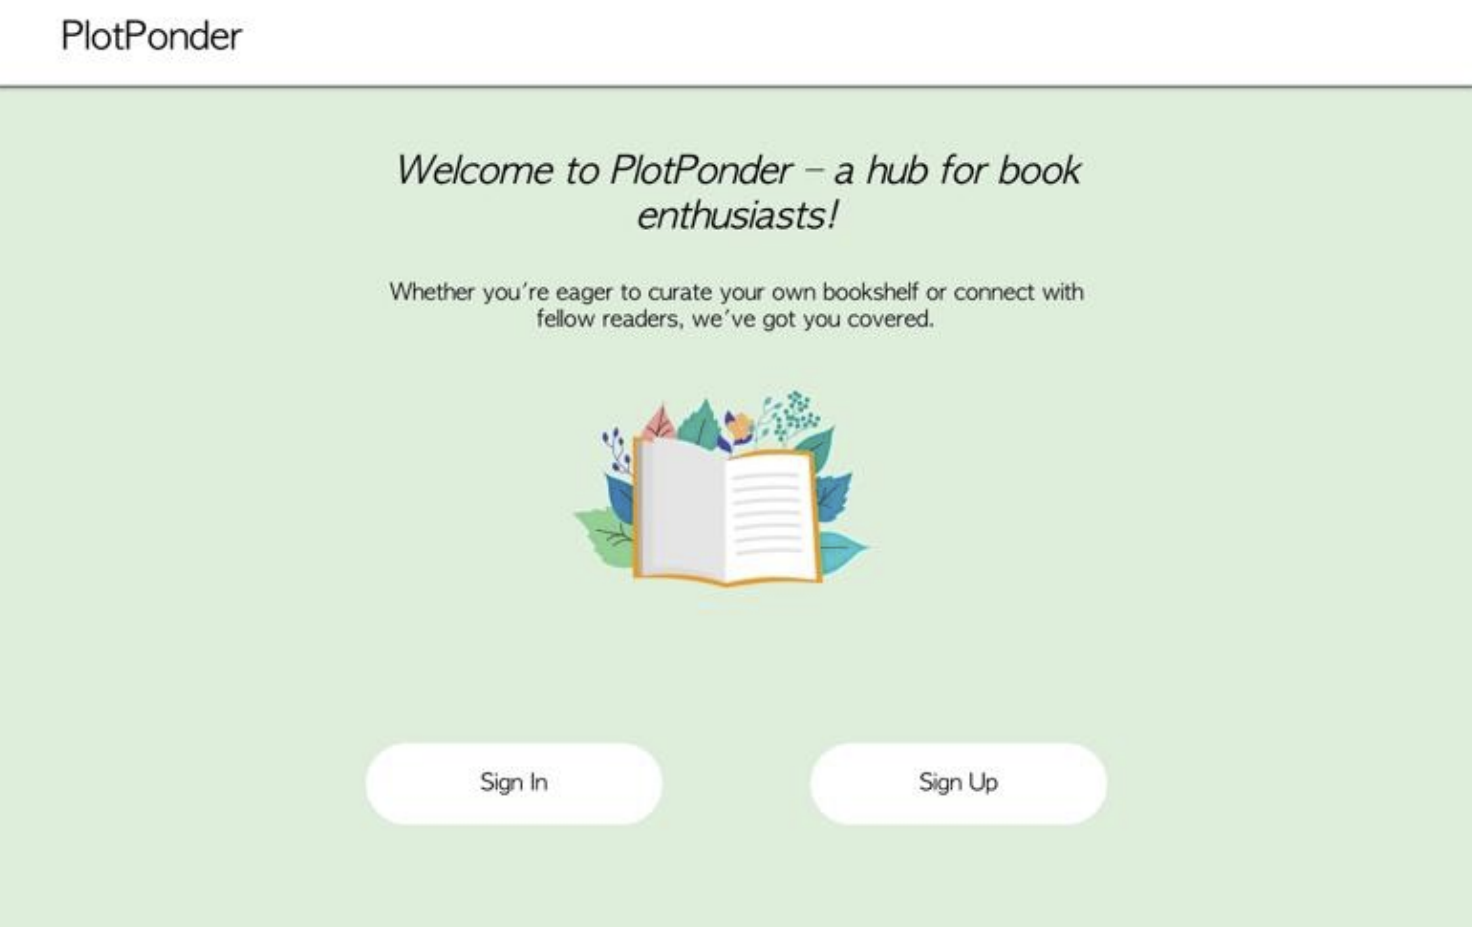 PlotPonder
Welcome to PlotPonder – a hub for book
enthusiasts!
Whether you're eager to curate your own bookshelf or connect with
fellow readers, we've got you covered.
Sign In
Sign Up